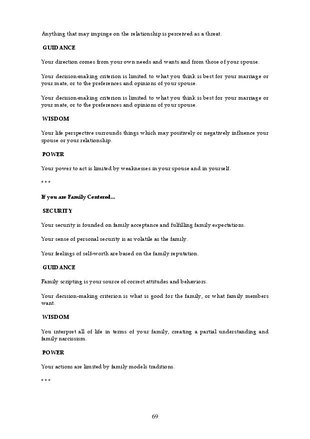 Anything that may impinge on the relationship is perceived as a threat.
GUIDANCE
Your direction comes from your own needs and wants and from those of your spouse.
Your decision-making criterion is limited to what you think is best for your marriage or
your mate, or to the preferences and opinions of your spouse.
Your decision-making criterion is limited to what you think is best for your marriage or
your mate, or to the preferences and opinions of your spouse.
WISDOM
Your life perspective surrounds things which may positively or negatively influence your
spouse or your relationship.
POWER
Your power to act is limited by weaknesses in your spouse and in yourself.
* * *
If you are Family Centered...
SECURITY
Your security is founded on family acceptance and fulfilling family expectations.
Your sense of personal security is as volatile as the family.
Your feelings of self-worth are based on the family reputation.
GUIDANCE
Family scripting is your source of correct attitudes and behaviors.
Your decision-making criterion is what is good for the family, or what family members
want.
WISDOM
You interpret all of life in terms of your family, creating a partial understanding and
family narcissism.
POWER
Your actions are limited by family models traditions.
* * *
69